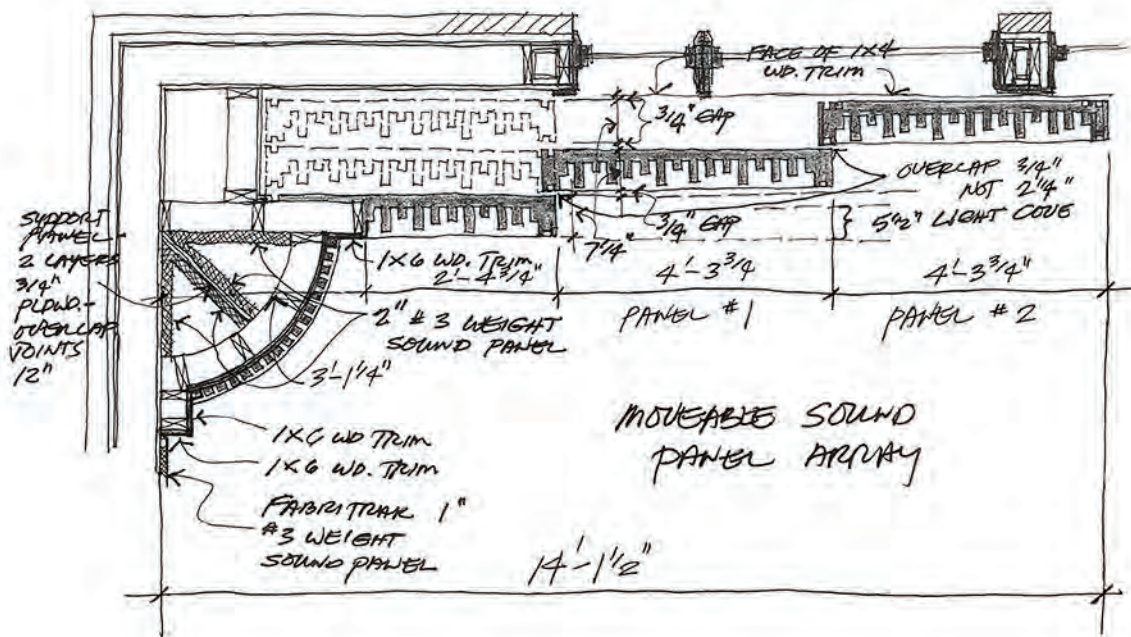 FACE OF 1X4
WD. TRIM
3/4" GAP
OVERLAP 3/4"
NOT 2 1/4"
5 1/2" LIGHT COVE
3/4" GAP
7 1/4"
SUPPORT
PANEL -
2 LAYERS
3/4"
PLDWD. -
OVERLAP
JOINTS
12"
1X6 WD. TRIM
2'-4 3/4"
4'-3 3/4
4'-3 3/4"
2" #3 WEIGHT
SOUND PANEL
PANEL #1
PANEL #2
3'-1 1/4"
1X6 WD TRIM
1X6 WD. TRIM
FABRITRAK 1"
#3 WEIGHT
SOUND PANEL
MOVEABLE SOUND
PANEL ARRAY
14'-1 1/2"